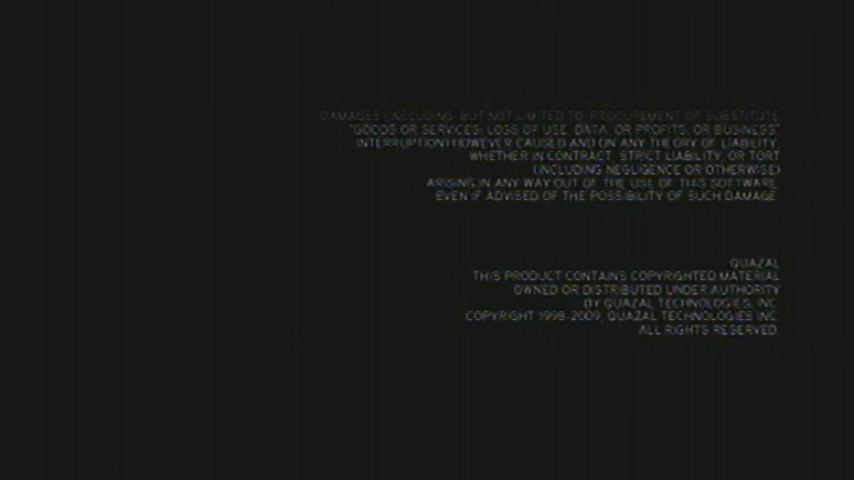 DAMAGES (INCLUDING, BUT NOT LIMITED TO, PROCUREMENT OF SUBSTITUTE
"GOODS OR SERVICES; LOSS OF USE, DATA, OR PROFITS; OR BUSINESS"
INTERRUPTION) HOWEVER CAUSED AND ON ANY THEORY OF LIABILITY,
WHETHER IN CONTRACT, STRICT LIABILITY, OR TORT
(INCLUDING NEGLIGENCE OR OTHERWISE)
ARISING IN ANY WAY OUT OF THE USE OF THIS SOFTWARE,
EVEN IF ADVISED OF THE POSSIBILITY OF SUCH DAMAGE.
QUAZAL
THIS PRODUCT CONTAINS COPYRIGHTED MATERIAL
OWNED OR DISTRIBUTED UNDER AUTHORITY
BY QUAZAL TECHNOLOGIES, INC.
COPYRIGHT 1998-2009, QUAZAL TECHNOLOGIES INC.
ALL RIGHTS RESERVED.